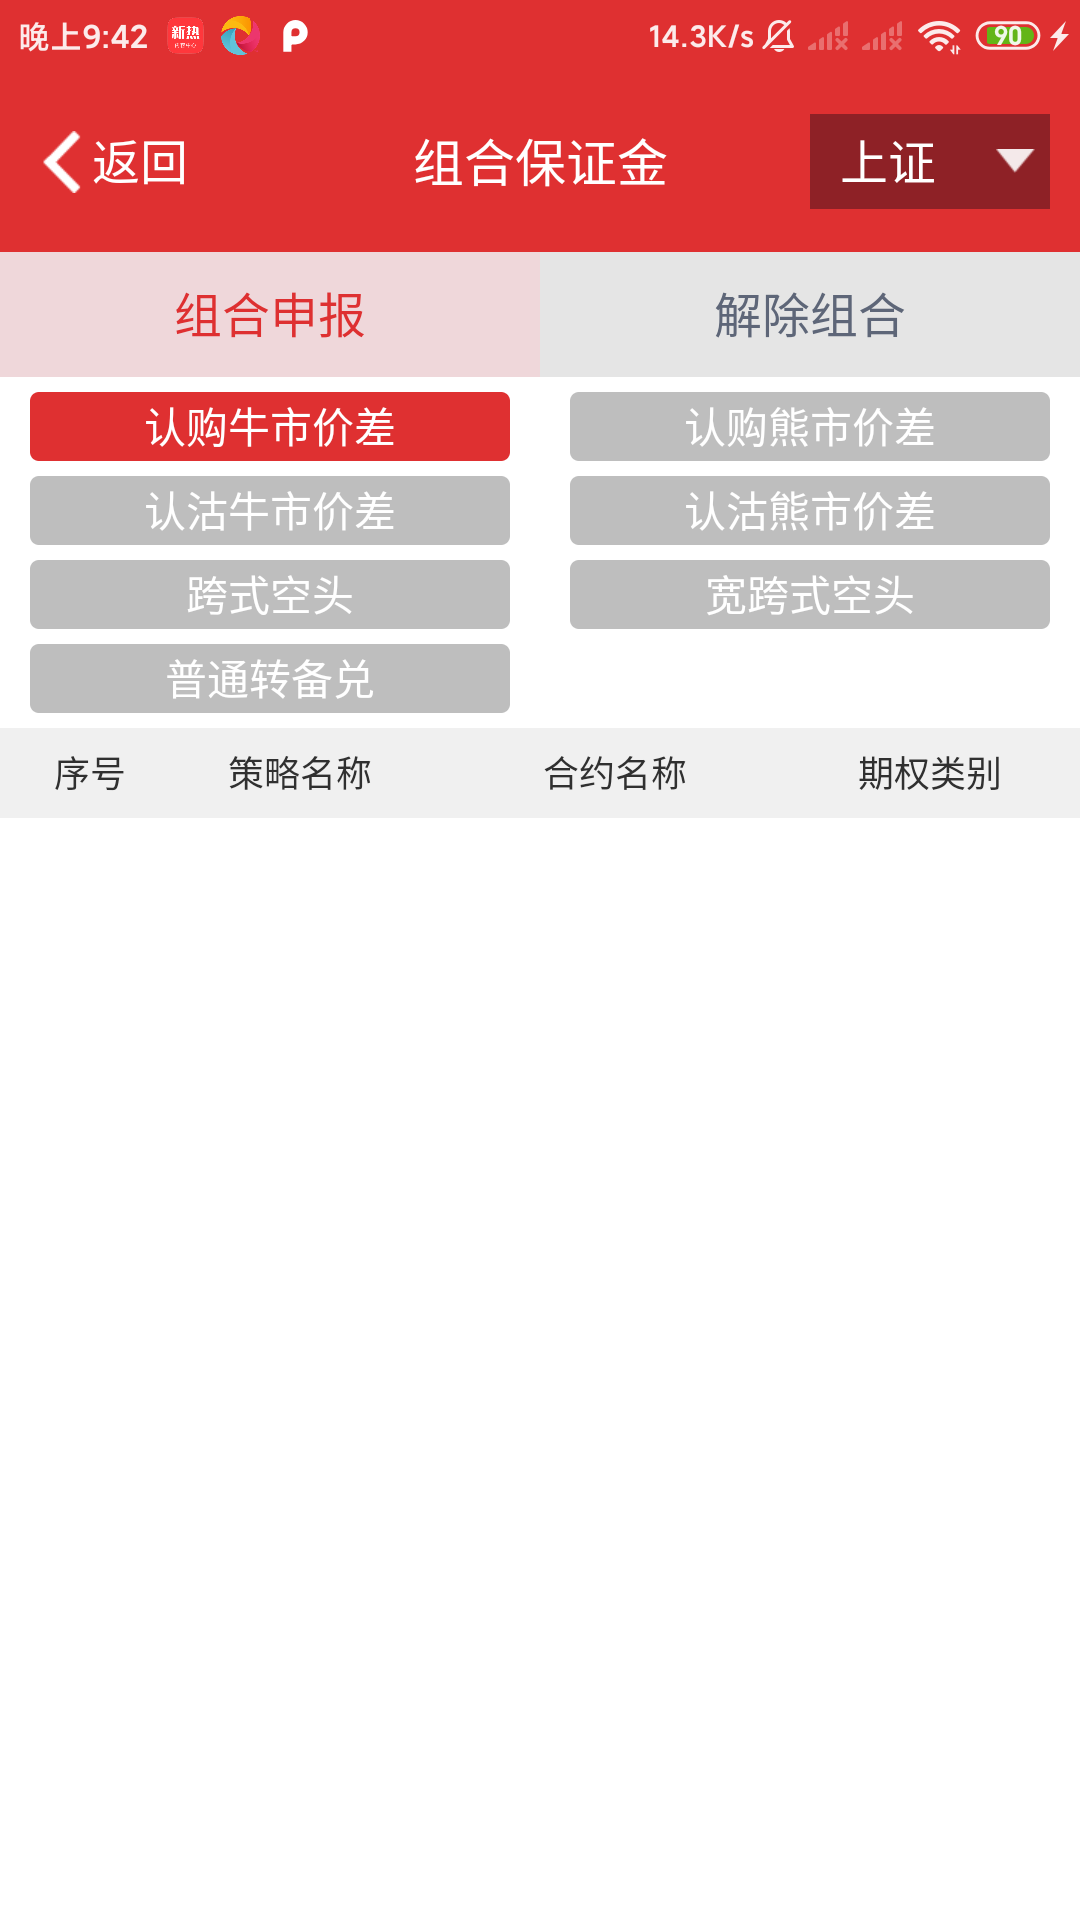 晚上9:42 新热 14.3K/s 90
返回 组合保证金 上证
组合申报 解除组合
认购牛市价差 认购熊市价差
认沽牛市价差 认沽熊市价差
跨式空头 宽跨式空头
普通转备兑
序号 策略名称 合约名称 期权类别